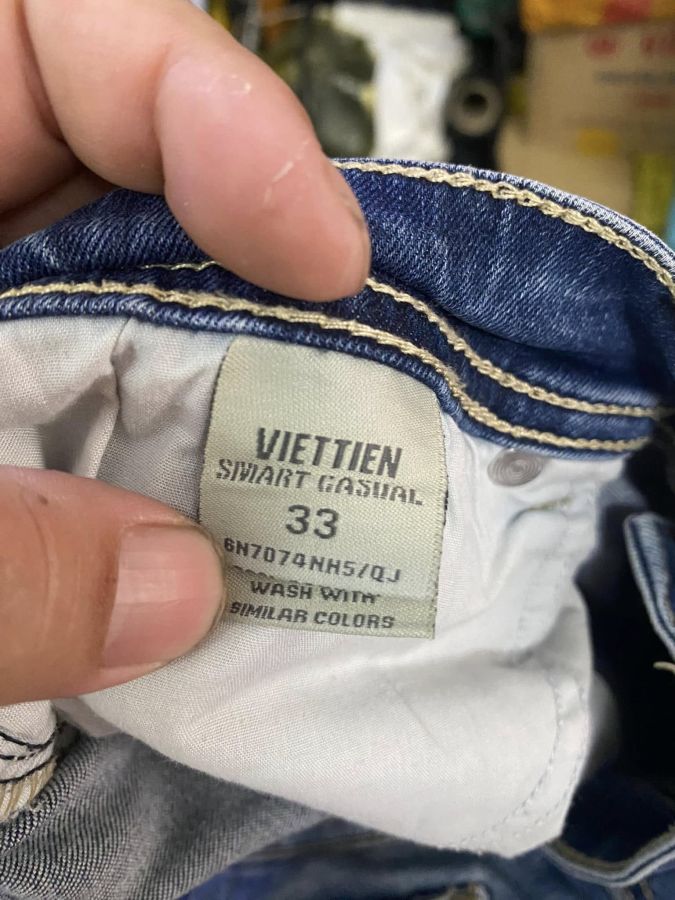 VIETTIEN
SMART CASUAL
33
6N7074NH5/QJ
WASH WITH
SIMILAR COLORS